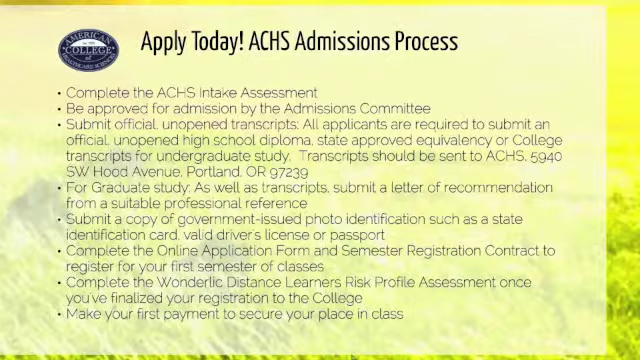 AMERICAN
COLLEGE
of
HEALTHCARE SCIENCES
Apply Today! ACHS Admissions Process
• Complete the ACHS Intake Assessment
• Be approved for admission by the Admissions Committee
• Submit official, unopened transcripts: All applicants are required to submit an
official, unopened high school diploma, state approved equivalency or College
transcripts for undergraduate study. Transcripts should be sent to ACHS, 5940
SW Hood Avenue, Portland, OR 97239
• For Graduate study: As well as transcripts, submit a letter of recommendation
from a suitable professional reference
• Submit a copy of government-issued photo identification such as a state
identification card, valid driver's license or passport
• Complete the Online Application Form and Semester Registration Contract to
register for your first semester of classes
• Complete the Wonderlic Distance Learners Risk Profile Assessment once
you've finalized your registration to the College
• Make your first payment to secure your place in class